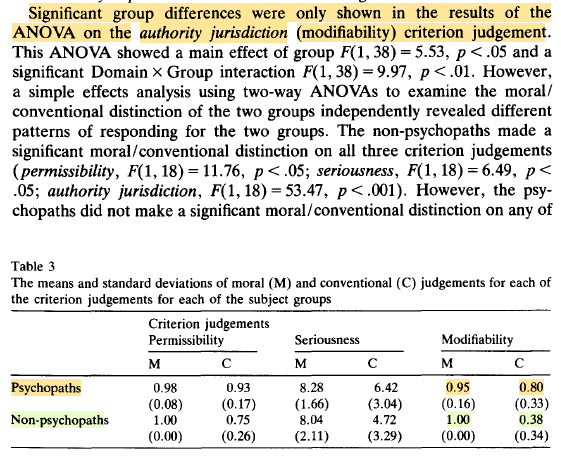 Significant group differences were only shown in the results of the
ANOVA on the authority jurisdiction (modifiability) criterion judgement.
This ANOVA showed a main effect of group F(1, 38) = 5.53, p < .05 and a
significant Domain × Group interaction F(1, 38) = 9.97, p < .01. However,
a simple effects analysis using two-way ANOVAs to examine the moral/
conventional distinction of the two groups independently revealed different
patterns of responding for the two groups. The non-psychopaths made a
significant moral/conventional distinction on all three criterion judgements
(permissibility, F(1, 18) = 11.76, p < .05; seriousness, F(1, 18) = 6.49, p <
.05; authority jurisdiction, F(1, 18) = 53.47, p < .001). However, the psy-
chopaths did not make a significant moral/conventional distinction on any of
Table 3
The means and standard deviations of moral (M) and conventional (C) judgements for each of
the criterion judgements for each of the subject groups
Criterion judgements
Permissibility Seriousness Modifiability
M C M C M C
Psychopaths 0.98 0.93 8.28 6.42 0.95 0.80
(0.08) (0.17) (1.66) (3.04) (0.16) (0.33)
Non-psychopaths 1.00 0.75 8.04 4.72 1.00 0.38
(0.00) (0.26) (2.11) (3.29) (0.00) (0.34)